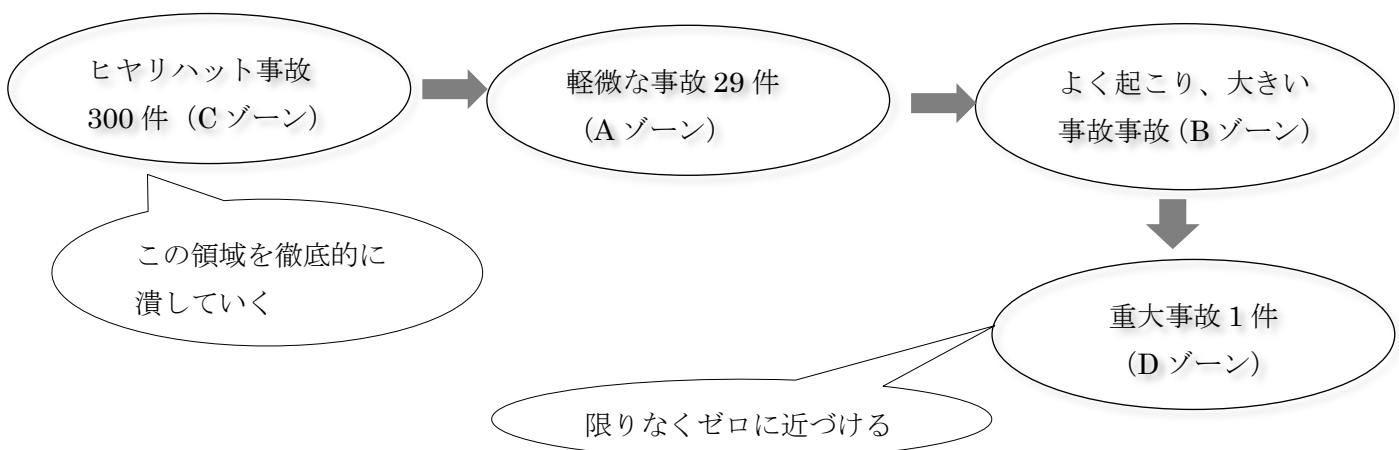 ヒヤリハット事故
300 件（C ゾーン）
軽微な事故 29 件
（A ゾーン）
よく起こり、大きい
事故事故（B ゾーン）
この領域を徹底的に
潰していく
重大事故 1 件
（D ゾーン）
限りなくゼロに近づける